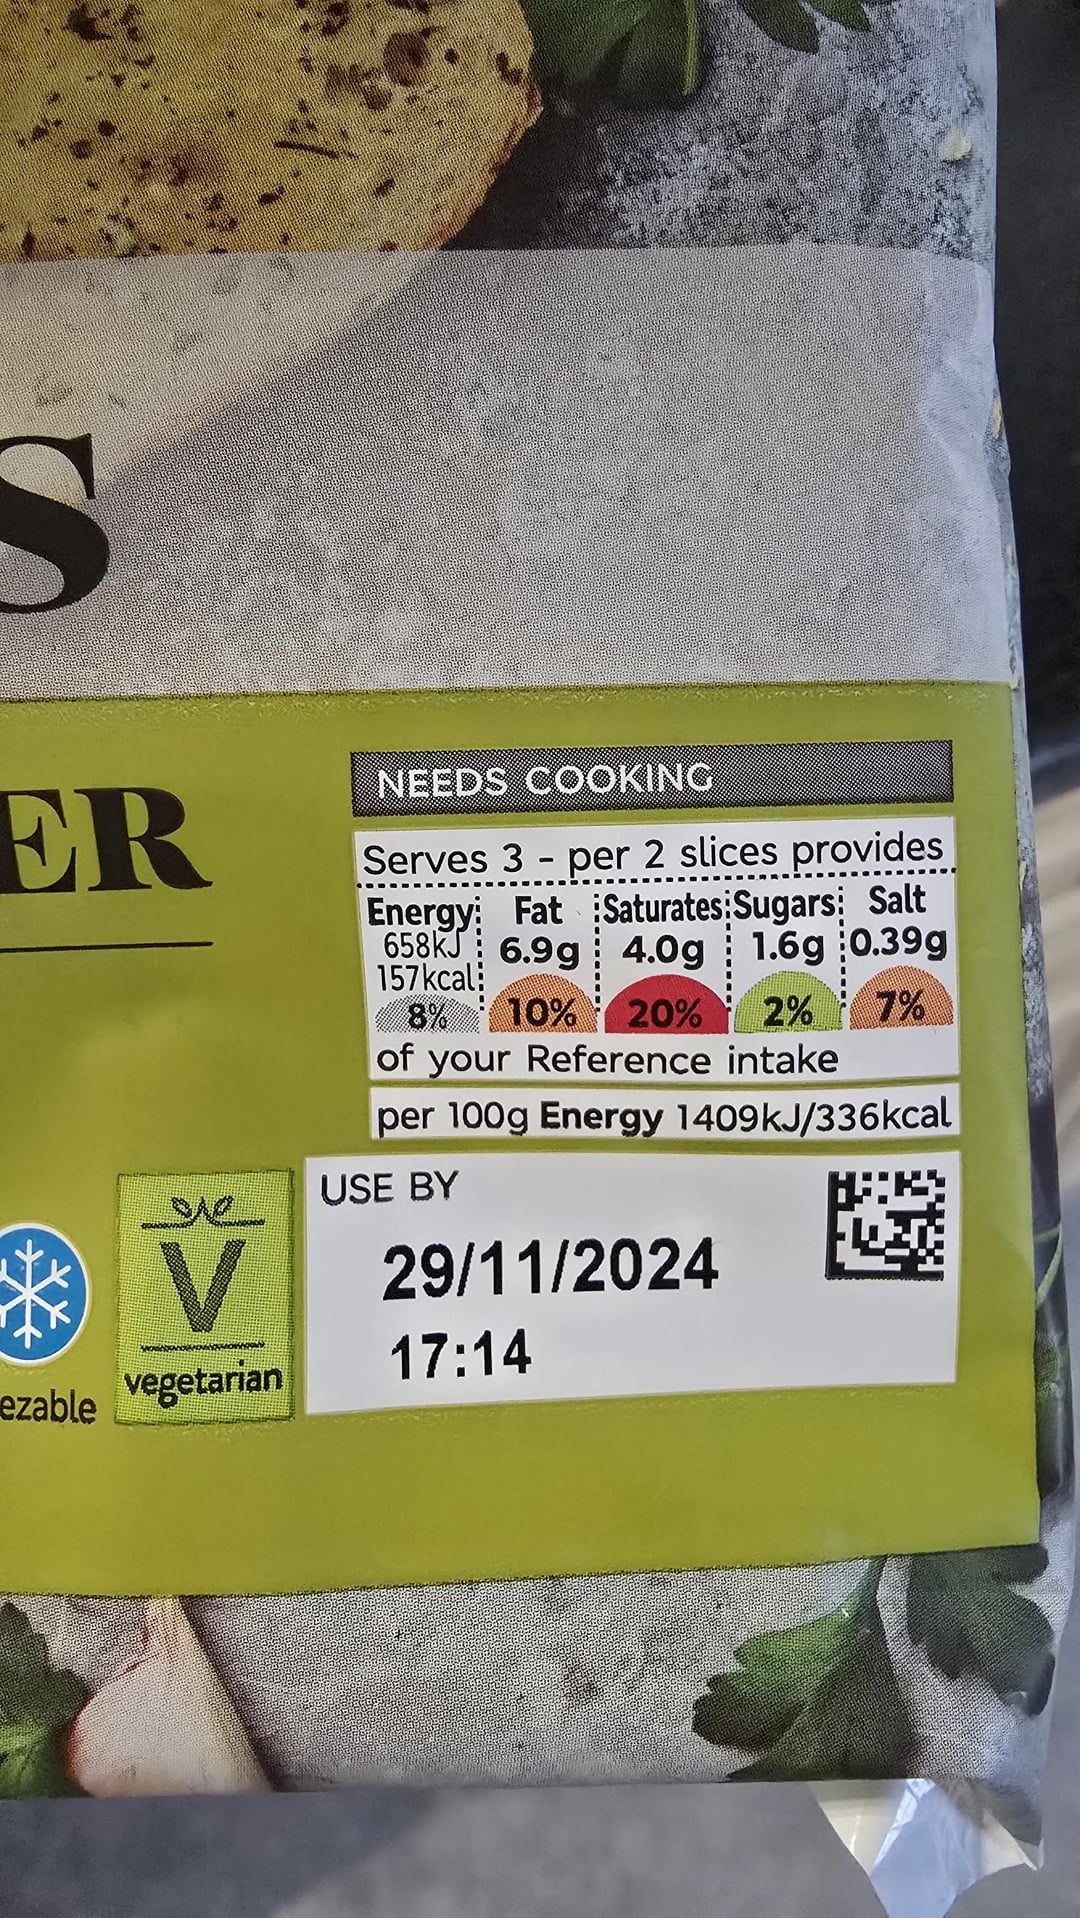 S
ER
NEEDS COOKING
Serves 3 - per 2 slices provides
Energy Fat Saturates Sugars Salt
658kJ 6.9g 4.0g 1.6g 0.39g
157kcal
8% 10% 20% 2% 7%
of your Reference intake
per 100g Energy 1409kJ/336kcal
USE BY
29/11/2024
17:14
V
vegetarian
ezable